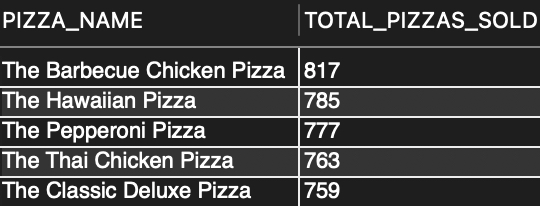 PIZZA_NAME TOTAL_PIZZAS_SOLD
The Barbecue Chicken Pizza 817
The Hawaiian Pizza 785
The Pepperoni Pizza 777
The Thai Chicken Pizza 763
The Classic Deluxe Pizza 759